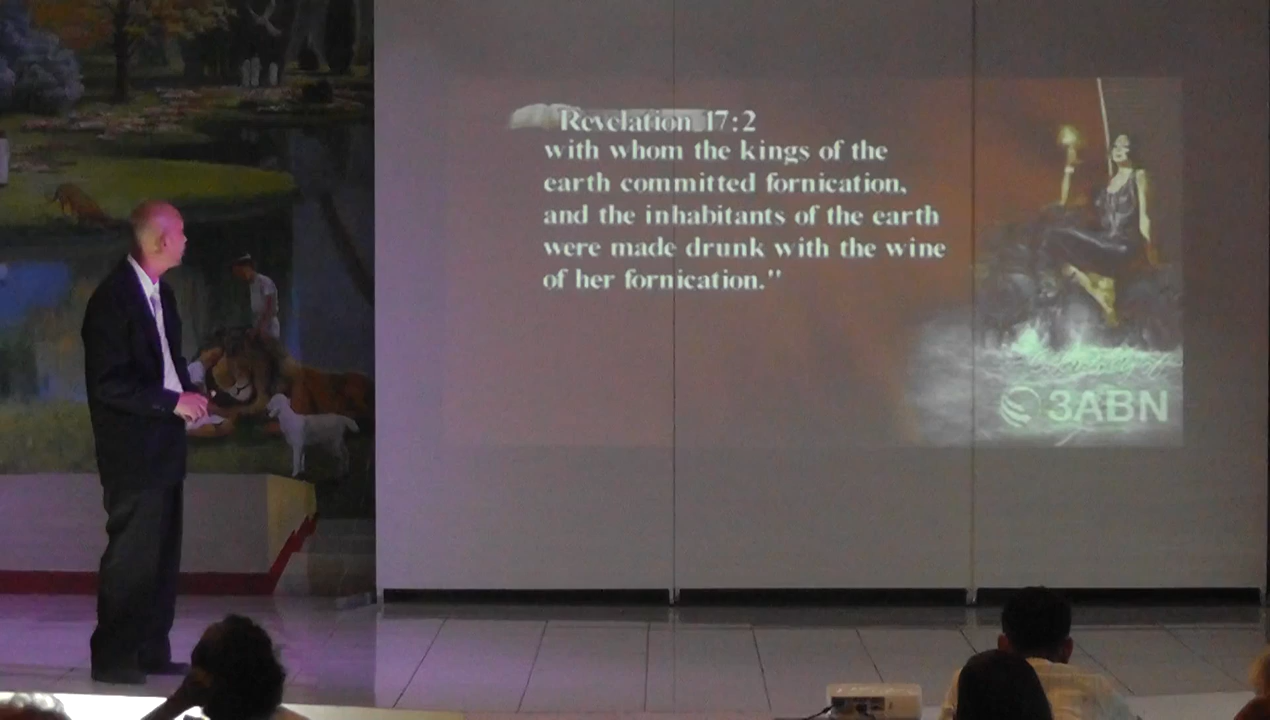 Revelation 17:2
with whom the kings of the
earth committed fornication,
and the inhabitants of the earth
were made drunk with the wine
of her fornication."
3ABN